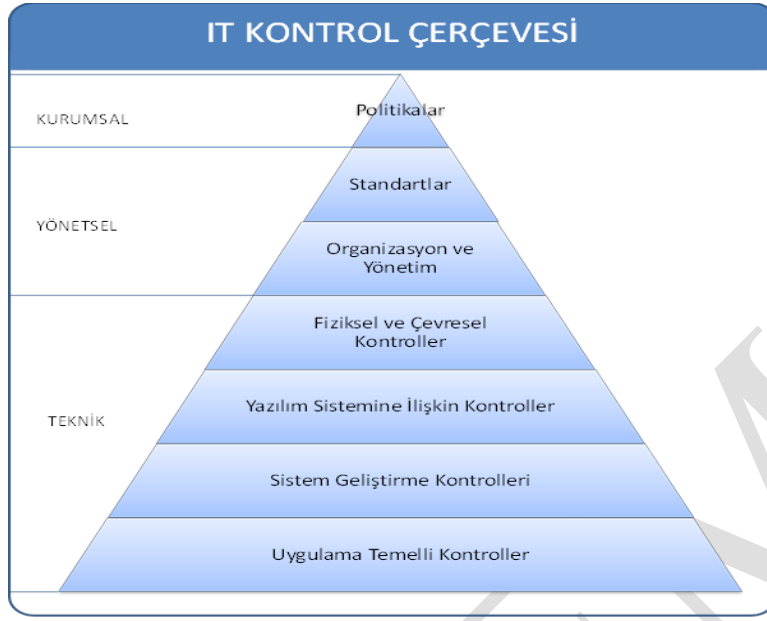 IT KONTROL ÇERÇEVESİ
KURUMSAL
Politikalar
YÖNETSEL
Standartlar
Organizasyon ve
Yönetim
TEKNİK
Fiziksel ve Çevresel
Kontroller
Yazılım Sistemine İlişkin Kontroller
Sistem Geliştirme Kontrolleri
Uygulama Temelli Kontroller